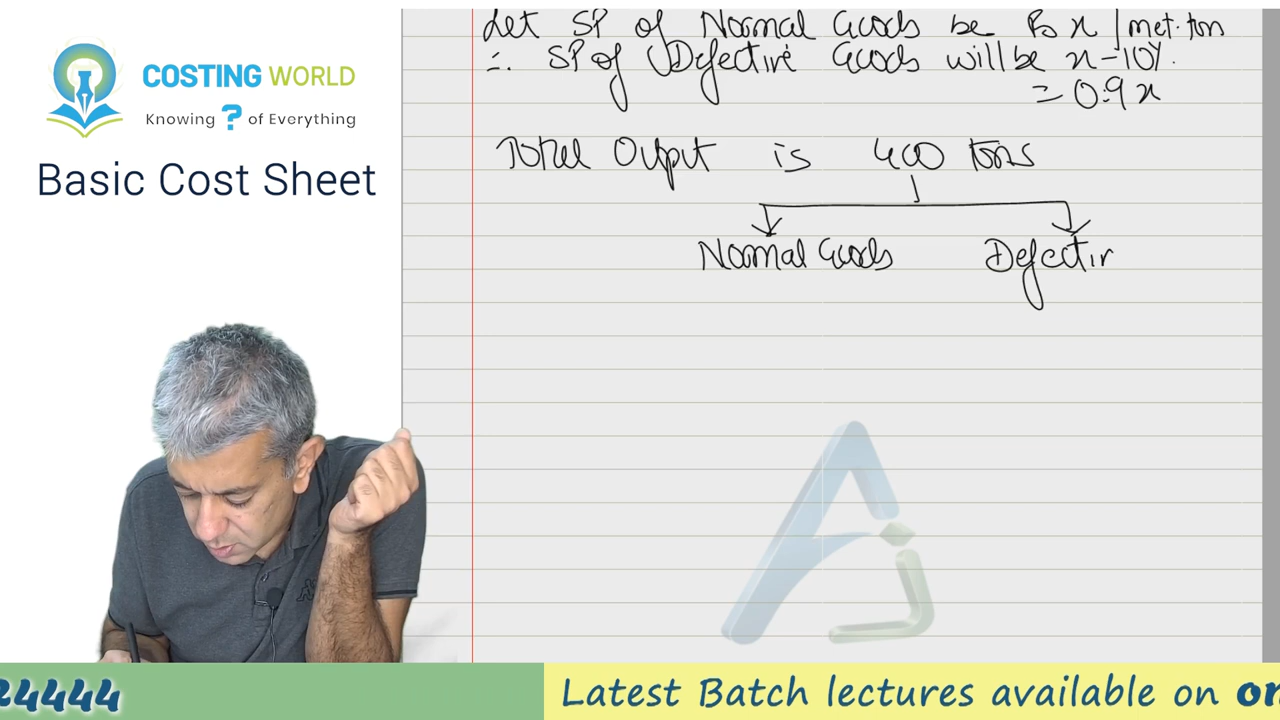 COSTING WORLD
Knowing ? of Everything
Basic Cost Sheet
Let SP of Normal Goods be Rs x / met. ton
∴ SP of Defective Goods will be x - 10%.
= 0.9x
Total Output is 400 tons
Normal Goods Defectiv
24444
Latest Batch lectures available on on